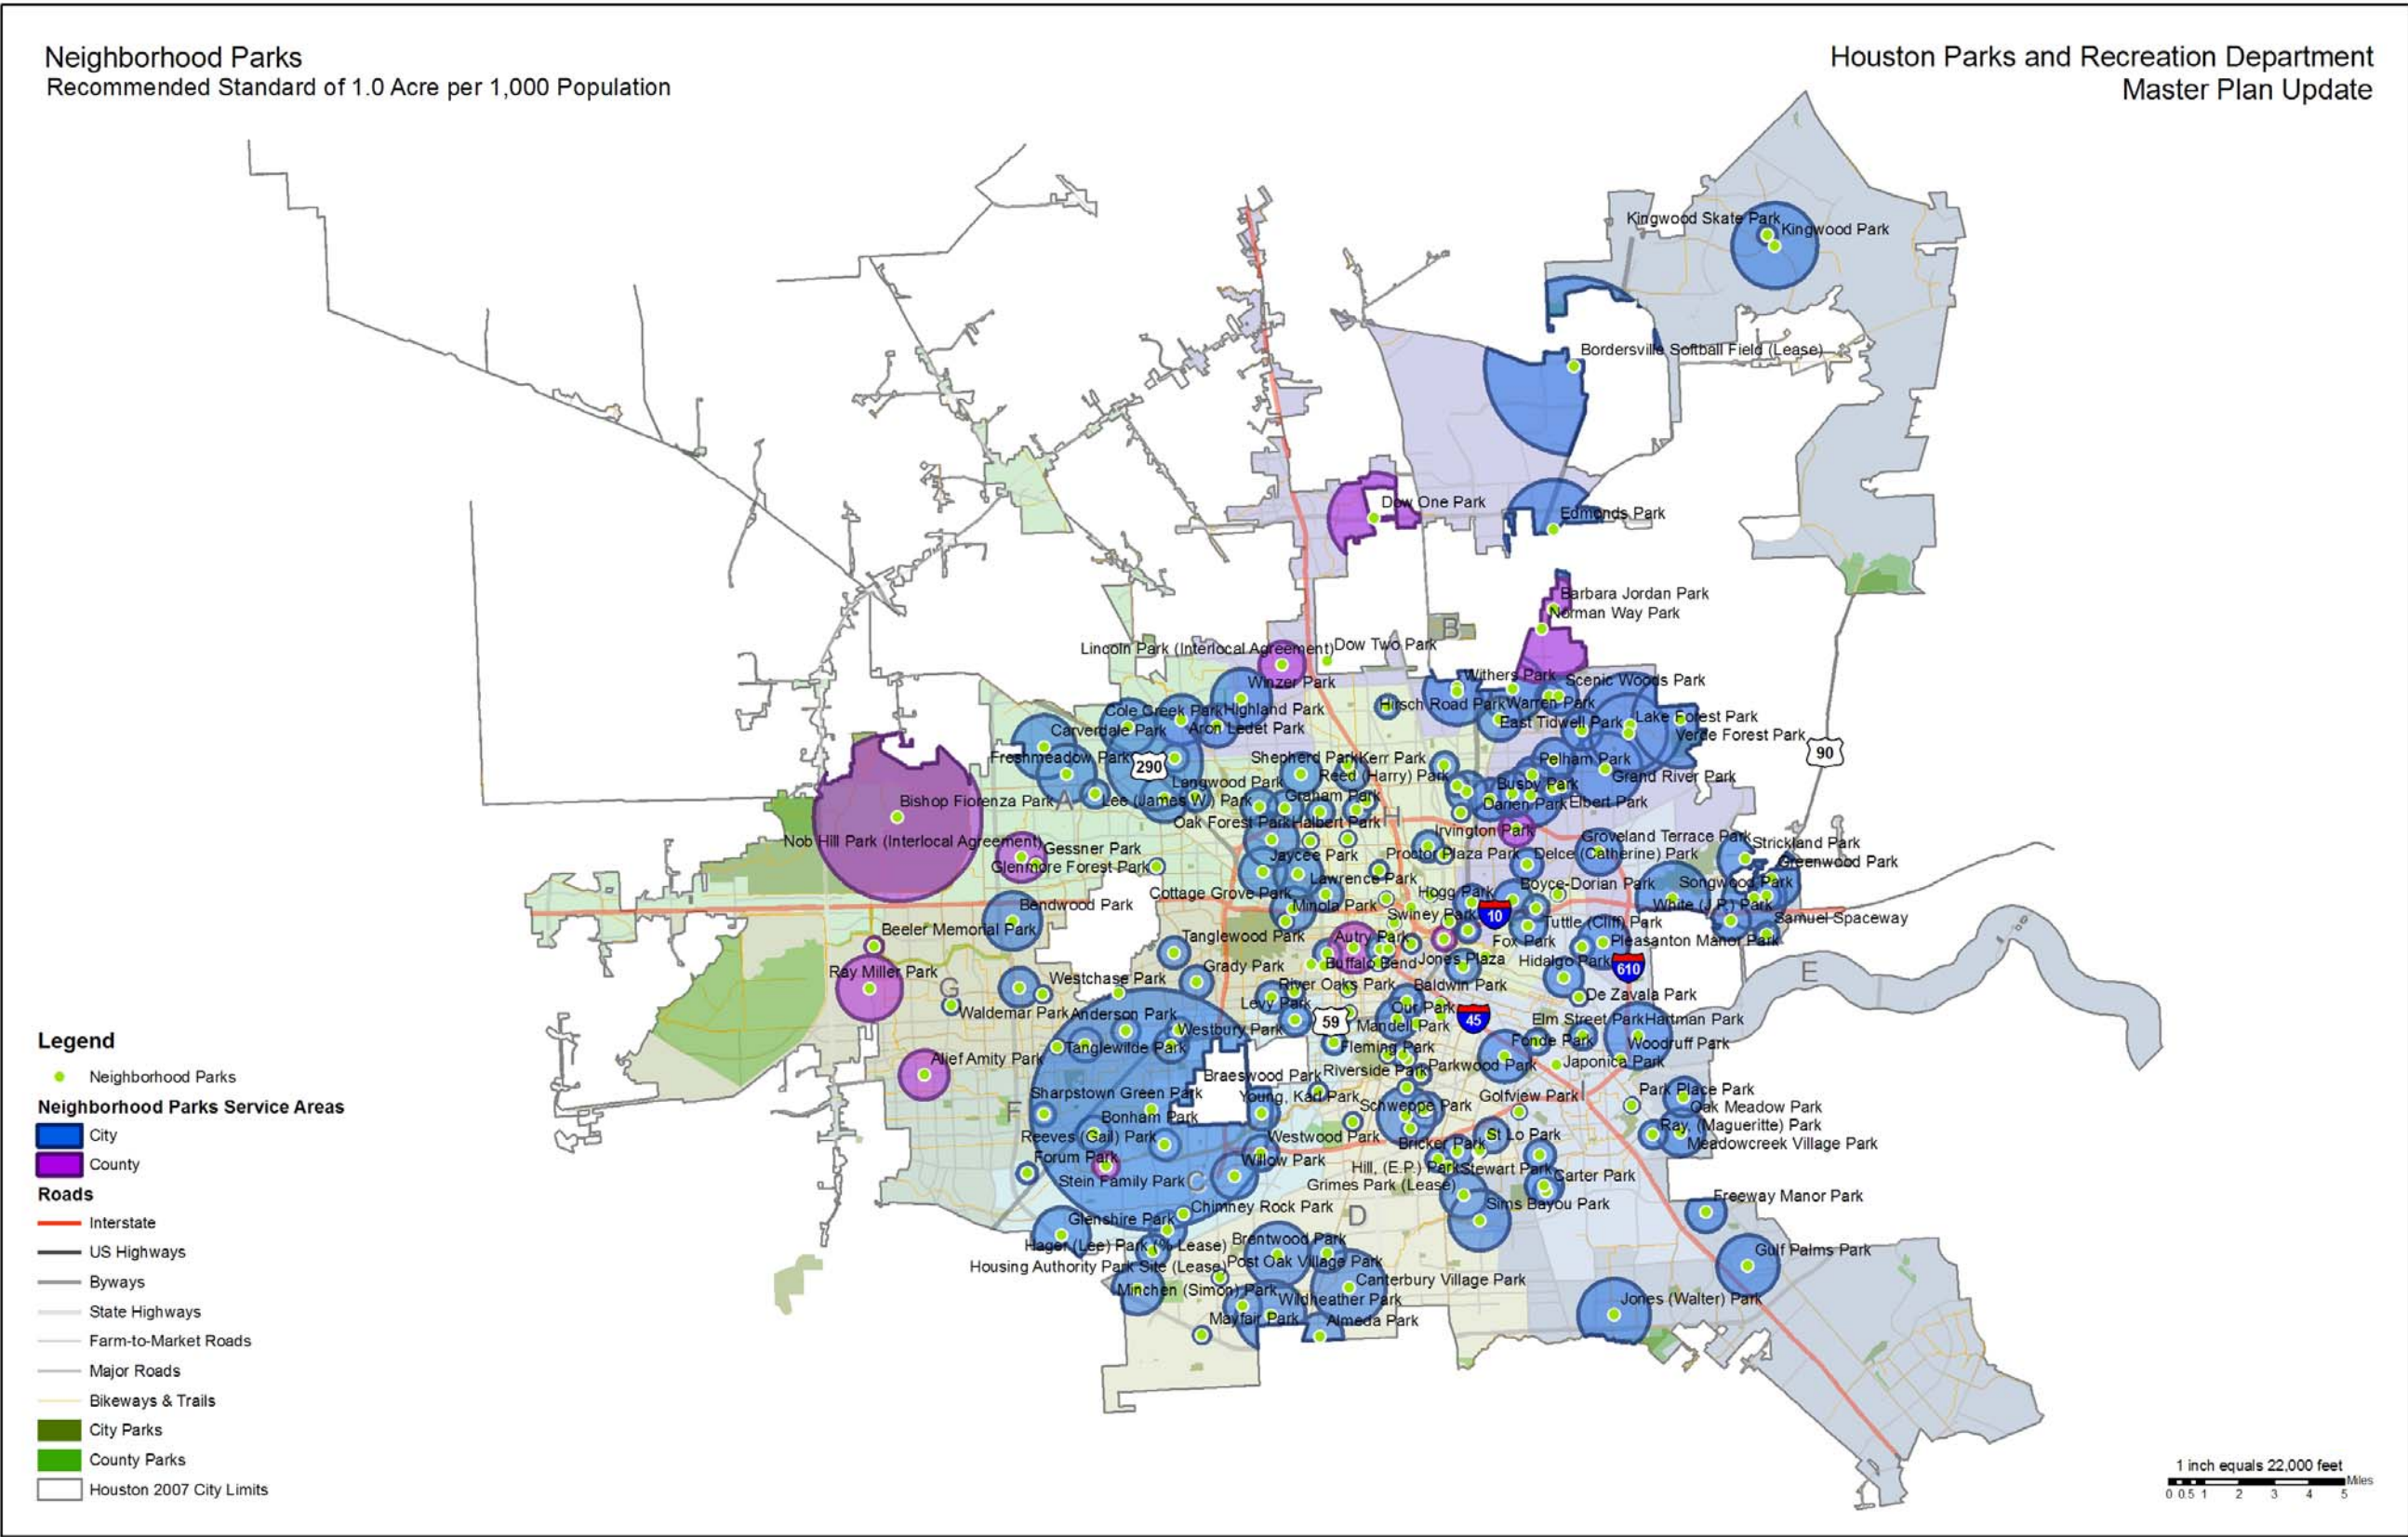 Neighborhood Parks
Recommended Standard of 1.0 Acre per 1,000 Population
Houston Parks and Recreation Department
Master Plan Update
Kingwood Skate Park
Kingwood Park
Bordersville Softball Field (Lease)
Dow One Park
Edmonds Park
Barbara Jordan Park
Norman Way Park
B
Lincoln Park (Interlocal Agreement)
Dow Two Park
Withers Park
Scenic Woods Park
Winzer Park
Hirsch Road Park
Warren Park
Cole Creek Park
Highland Park
East Tidwell Park
Lake Forest Park
Carverdale Park
Aron Ledet Park
Verde Forest Park
90
Freshmeadow Park
290
Shepherd Park
Kerr Park
Pelham Park
Reed (Harry) Park
Grand River Park
Langwood Park
Busby Park
Bishop Fiorenza Park
A
Lee (James W.) Park
Graham Park
Darien Park
Elbert Park
Oak Forest Park
Halbert Park
H
Irvington Park
Nob Hill Park (Interlocal Agreement)
Gessner Park
Groveland Terrace Park
Strickland Park
Glenmore Forest Park
Jaycee Park
Proctor Plaza Park
Delce (Catherine) Park
Greenwood Park
Lawrence Park
Cottage Grove Park
Hogg Park
Boyce-Dorian Park
Songwood Park
Bendwood Park
Minola Park
Swiney Park
10
White (J.P.) Park
Samuel Spaceway
Beeler Memorial Park
Tanglewood Park
Autry Park
Fox Park
Tuttle (Cliff) Park
Pleasanton Manor Park
Ray Miller Park
Westchase Park
Grady Park
Buffalo Bend
Jones Plaza
Hidalgo Park
610
E
G
River Oaks Park
Baldwin Park
De Zavala Park
Waldemar Park
Anderson Park
Levy Park
Our Park
Westbury Park
59
Mandell Park
45
Elm Street Park
Hartman Park
Tanglewilde Park
Fleming Park
Fonde Park
Woodruff Park
Alief Amity Park
Braeswood Park
Riverside Park
Parkwood Park
Japonica Park
Sharpstown Green Park
Young, Karl Park
Schweppe Park
Golfview Park
I
Park Place Park
F
Bonham Park
Oak Meadow Park
Reeves (Gail) Park
Westwood Park
Bricker Park
St Lo Park
Ray, (Magueritte) Park
Meadowcreek Village Park
Forum Park
Willow Park
Hill, (E.P.) Park
Stewart Park
Stein Family Park
C
Grimes Park (Lease)
Carter Park
Freeway Manor Park
Chimney Rock Park
D
Sims Bayou Park
Glenshire Park
Hager (Lee) Park (% Lease)
Brentwood Park
Gulf Palms Park
Housing Authority Park Site (Lease)
Post Oak Village Park
Minchen (Simon) Park
Canterbury Village Park
Wildheather Park
Jones (Walter) Park
Mayfair Park
Almeda Park
Legend
Neighborhood Parks
Neighborhood Parks Service Areas
City
County
Roads
Interstate
US Highways
Byways
State Highways
Farm-to-Market Roads
Major Roads
Bikeways & Trails
City Parks
County Parks
Houston 2007 City Limits
1 inch equals 22,000 feet
Miles
0 0.5 1 2 3 4 5